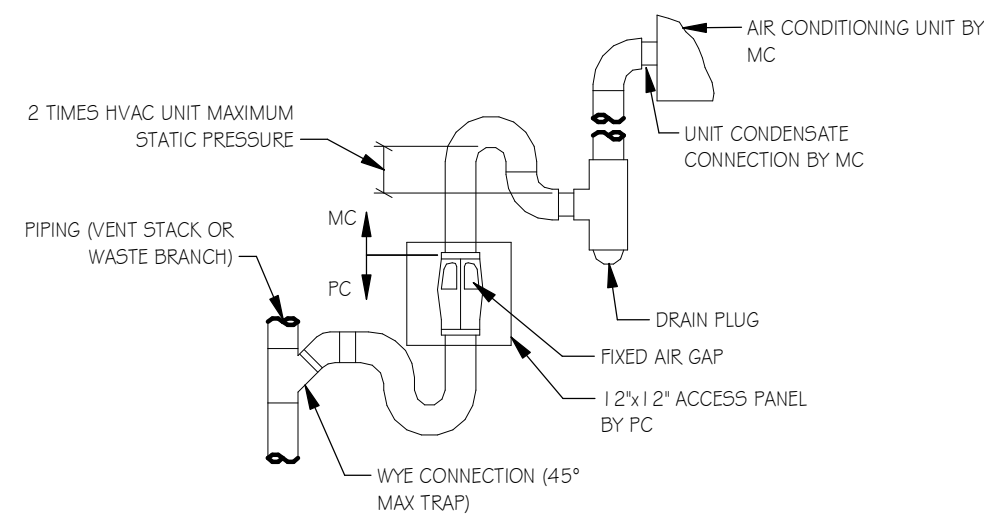 AIR CONDITIONING UNIT BY
MC
2 TIMES HVAC UNIT MAXIMUM
STATIC PRESSURE
UNIT CONDENSATE
CONNECTION BY MC
PIPING (VENT STACK OR
WASTE BRANCH)
MC
PC
DRAIN PLUG
FIXED AIR GAP
12"x12" ACCESS PANEL
BY PC
WYE CONNECTION (45°
MAX TRAP)